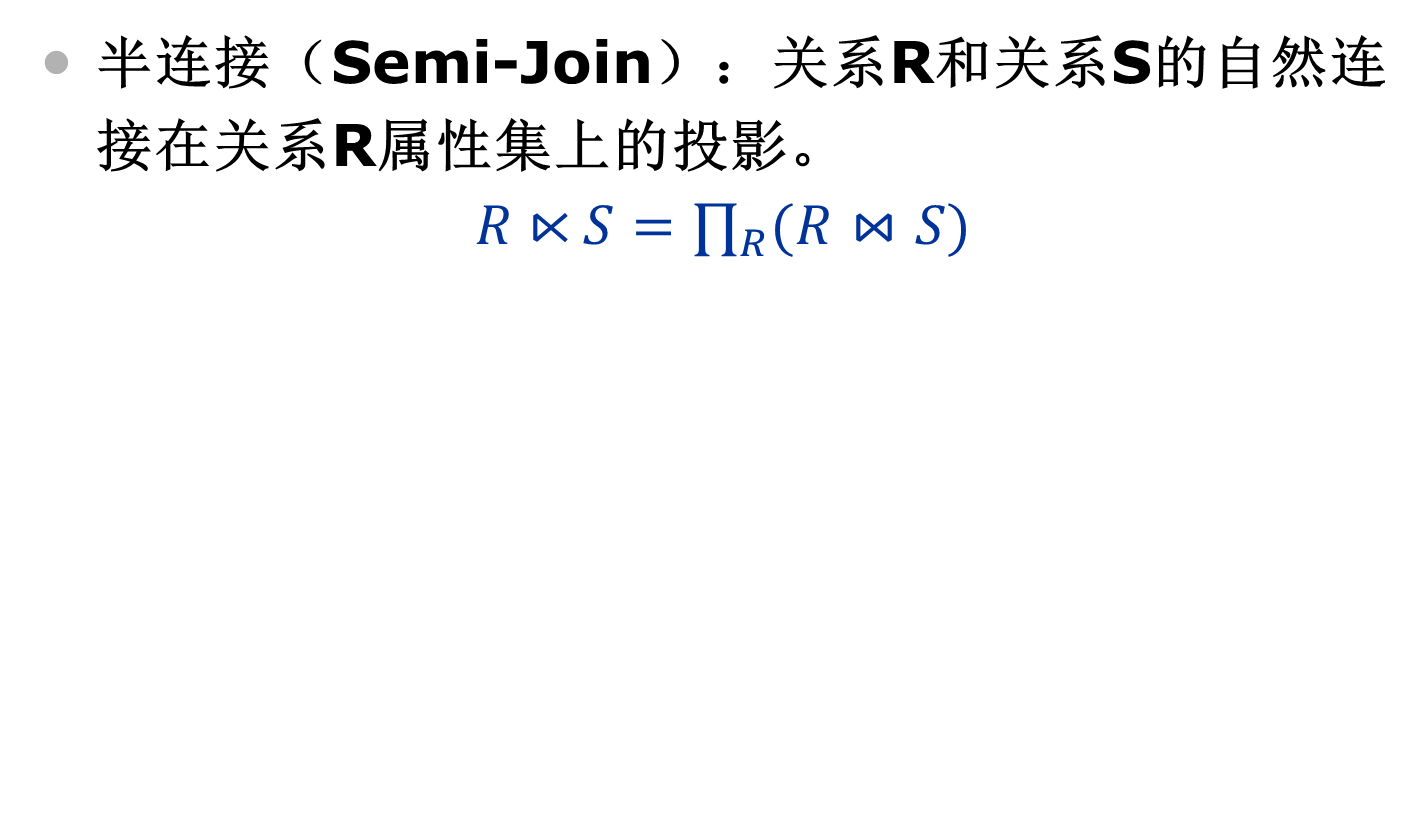 ● 半连接（Semi-Join）：关系R和关系S的自然连
接在关系R属性集上的投影。
R ⋉ S = ∏_R(R ⋈ S)